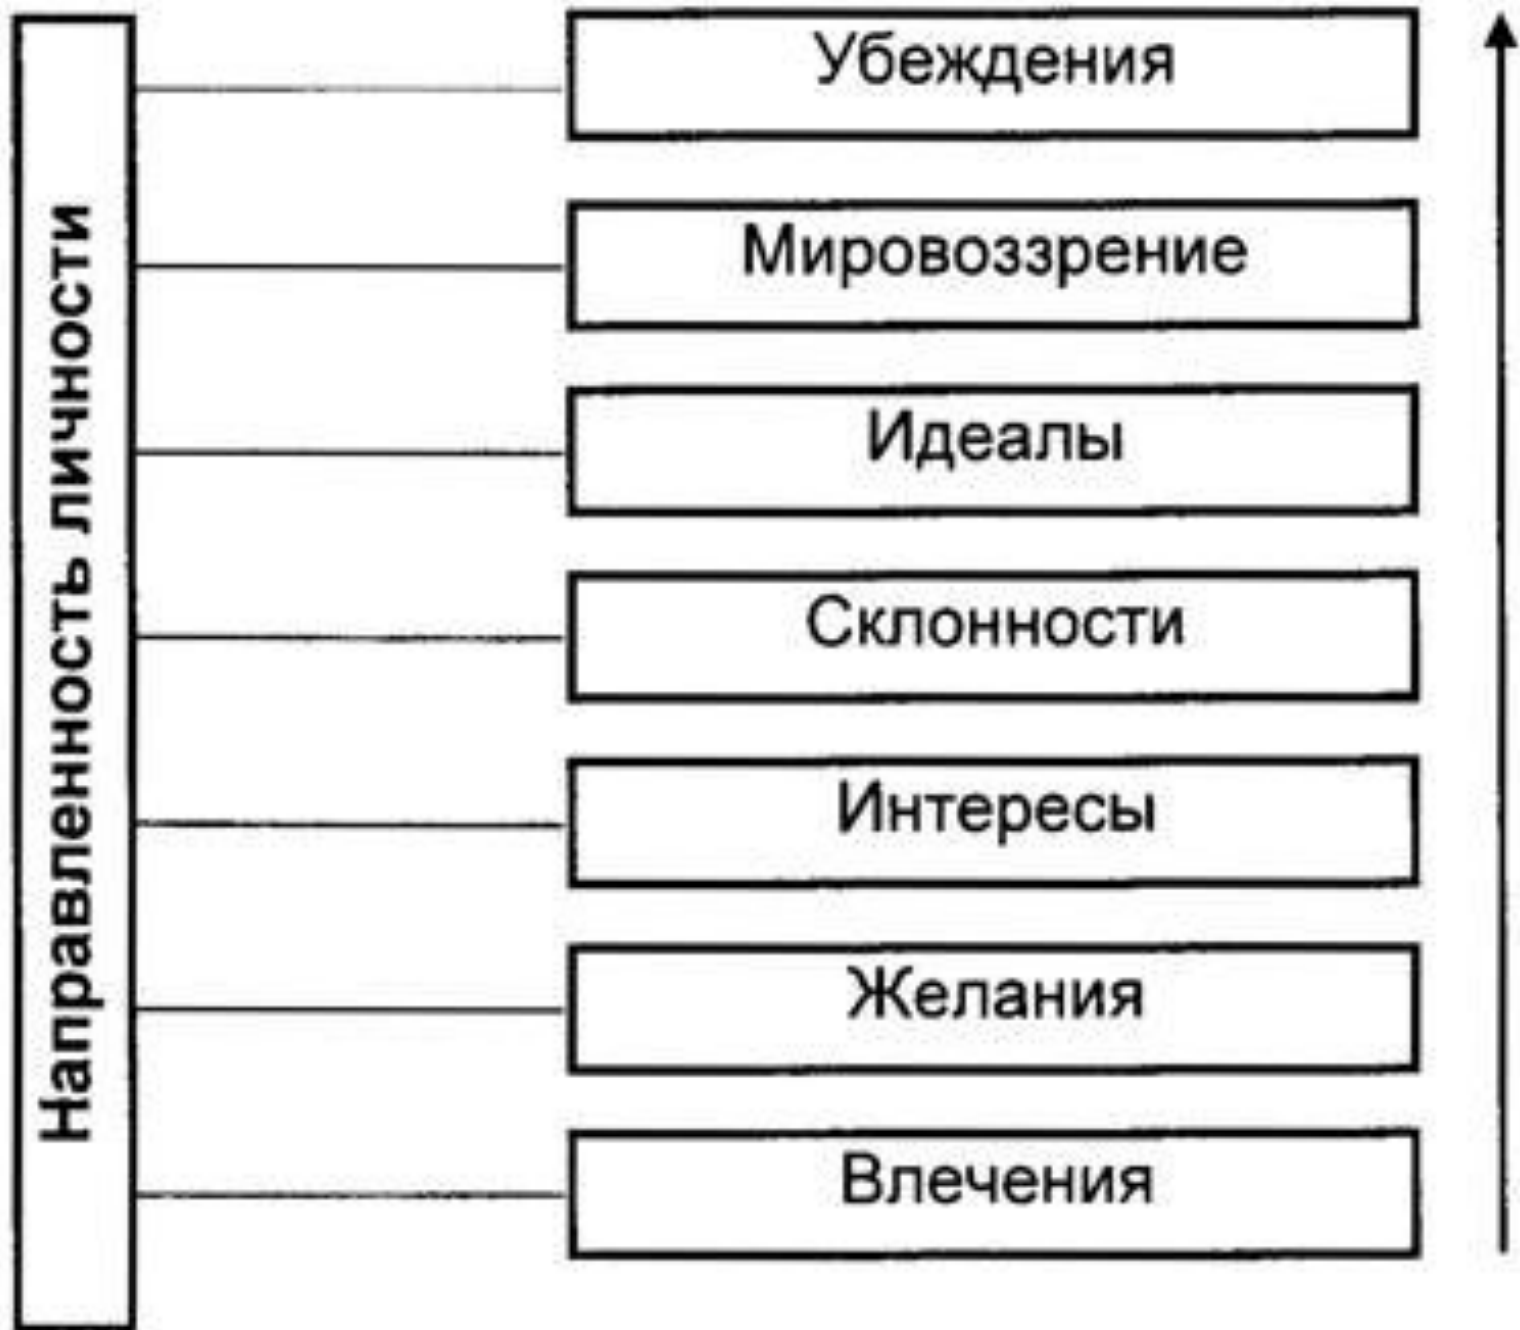 Направленность личности
Убеждения
Мировоззрение
Идеалы
Склонности
Интересы
Желания
Влечения